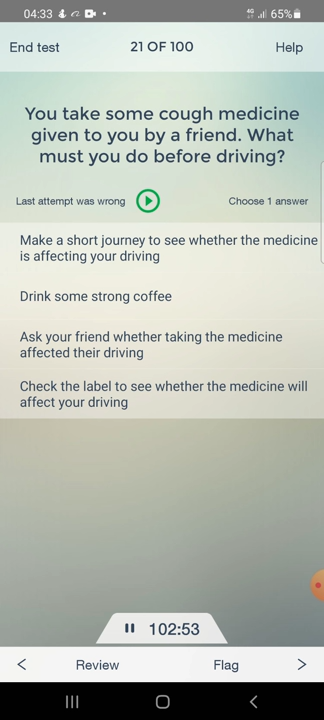 04:33
4G 65%
End test 21 OF 100 Help
You take some cough medicine
given to you by a friend. What
must you do before driving?
Last attempt was wrong
Choose 1 answer
Make a short journey to see whether the medicine
is affecting your driving
Drink some strong coffee
Ask your friend whether taking the medicine
affected their driving
Check the label to see whether the medicine will
affect your driving
102:53
< Review Flag >